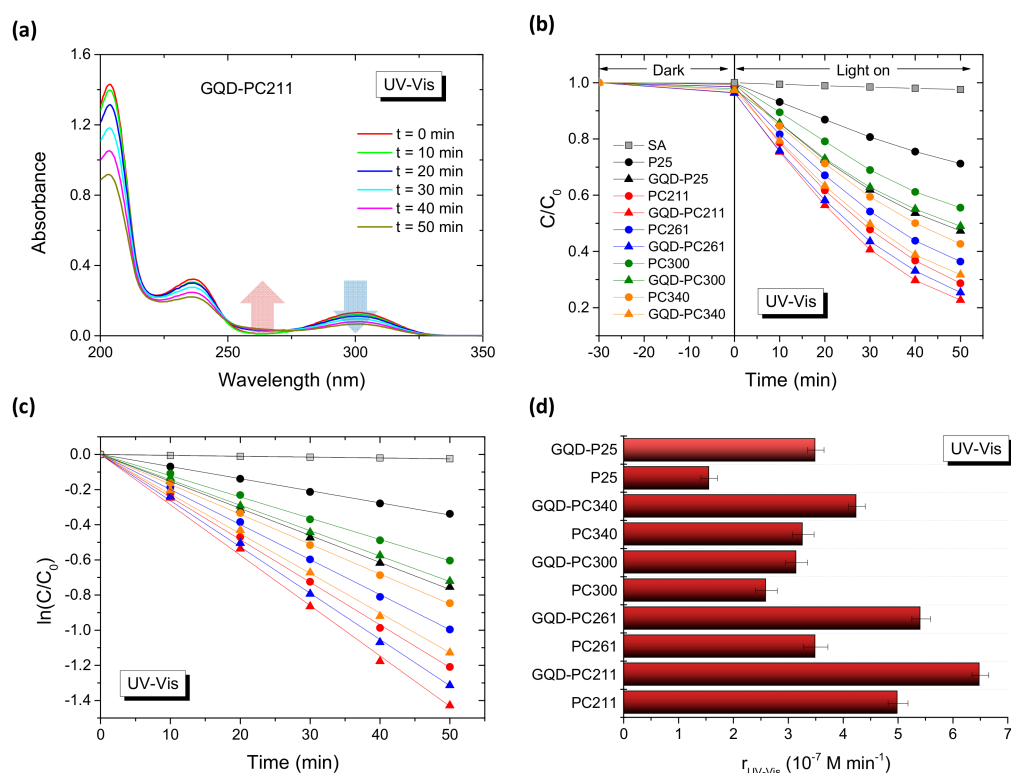 (a)
1.6
1.2
0.8
0.4
0.0
Absorbance
GQD-PC211
UV-Vis
t = 0 min
t = 10 min
t = 20 min
t = 30 min
t = 40 min
t = 50 min
200 250 300 350
Wavelength (nm)
(b)
Dark
Light on
1.0
0.8
0.6
0.4
0.2
C/C0
SA
P25
GQD-P25
PC211
GQD-PC211
PC261
GQD-PC261
PC300
GQD-PC300
PC340
GQD-PC340
UV-Vis
-30 -20 -10 0 10 20 30 40 50
Time (min)
(c)
0.0
-0.2
-0.4
-0.6
-0.8
-1.0
-1.2
-1.4
ln(C/C0)
UV-Vis
0 10 20 30 40 50
Time (min)
(d)
UV-Vis
GQD-P25
P25
GQD-PC340
PC340
GQD-PC300
PC300
GQD-PC261
PC261
GQD-PC211
PC211
0 1 2 3 4 5 6 7
rUV-Vis (10-7 M min-1)